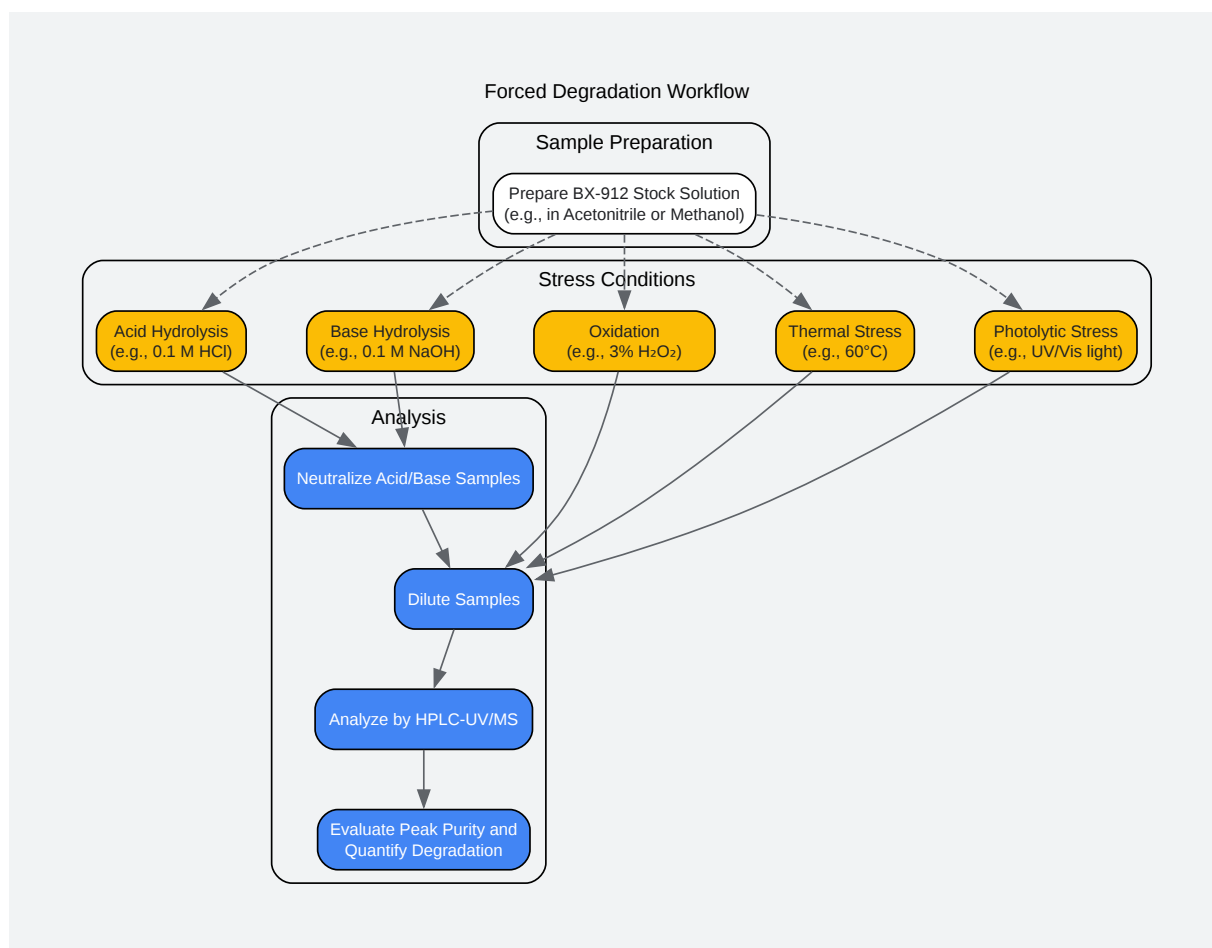 Forced Degradation Workflow
Sample Preparation
Prepare BX-912 Stock Solution
(e.g., in Acetonitrile or Methanol)
Stress Conditions
Acid Hydrolysis
(e.g., 0.1 M HCl)
Base Hydrolysis
(e.g., 0.1 M NaOH)
Oxidation
(e.g., 3% H₂O₂)
Thermal Stress
(e.g., 60°C)
Photolytic Stress
(e.g., UV/Vis light)
Analysis
Neutralize Acid/Base Samples
Dilute Samples
Analyze by HPLC-UV/MS
Evaluate Peak Purity and
Quantify Degradation